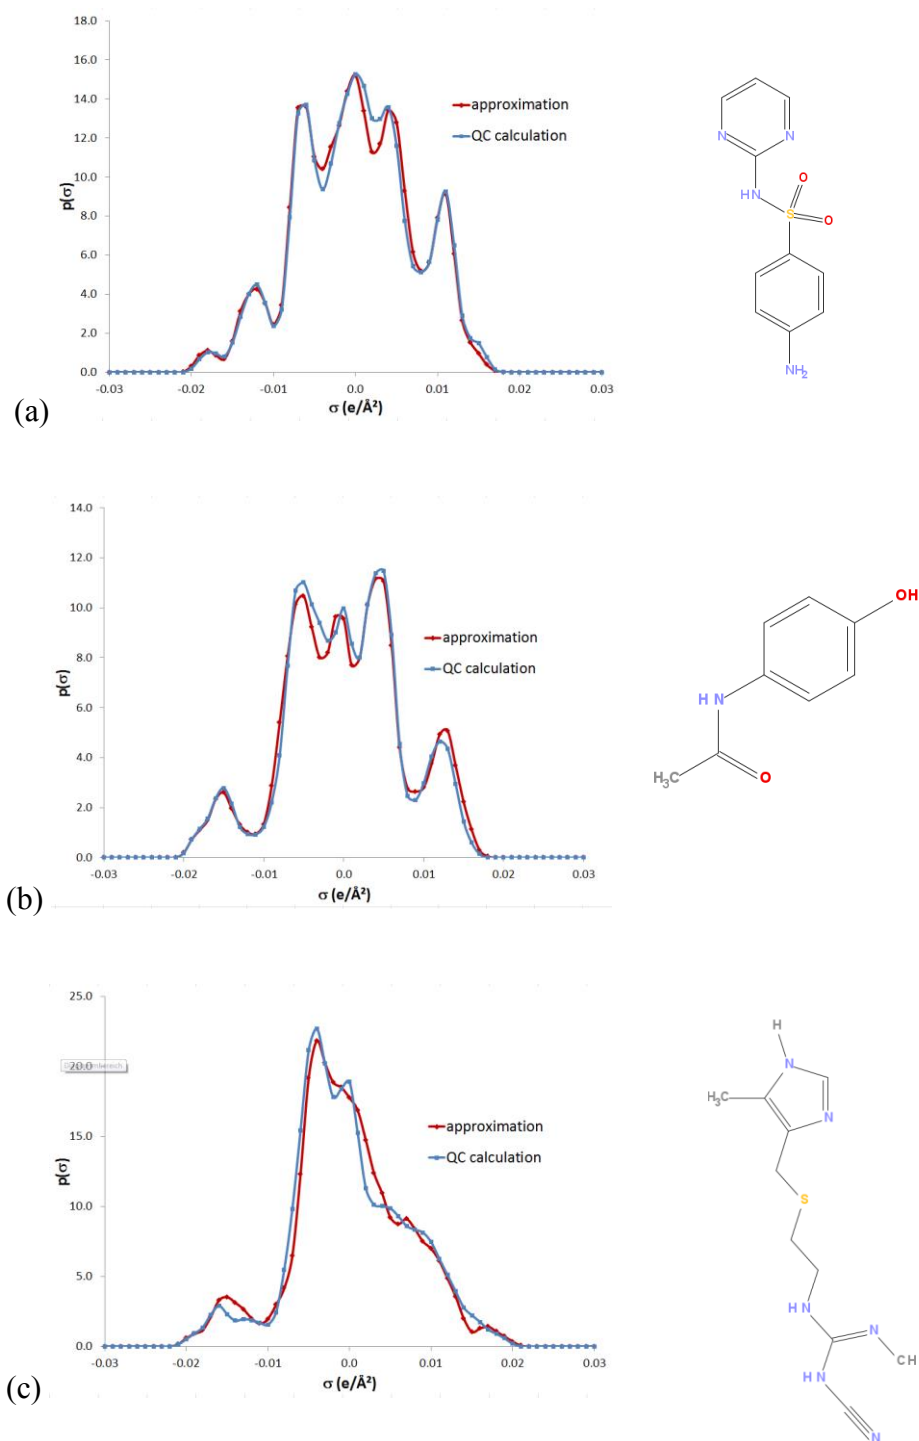 18.0
16.0
14.0
12.0
10.0
8.0
6.0
4.0
2.0
0.0
p(σ)
-0.03 -0.02 -0.01 0.0 0.01 0.02 0.03
σ (e/Å²)
approximation
QC calculation
(a)
N N
HN
O
S
O
NH2
14.0
12.0
10.0
8.0
6.0
4.0
2.0
0.0
p(σ)
-0.03 -0.02 -0.01 0.0 0.01 0.02 0.03
σ (e/Å²)
approximation
QC calculation
(b)
OH
H N
H3C
O
25.0
20.0
15.0
10.0
5.0
0.0
p(σ)
-0.03 -0.02 -0.01 0.0 0.01 0.02 0.03
σ (e/Å²)
approximation
QC calculation
(c)
H
N
H3C
N
S
H N
N
CH
H N
N